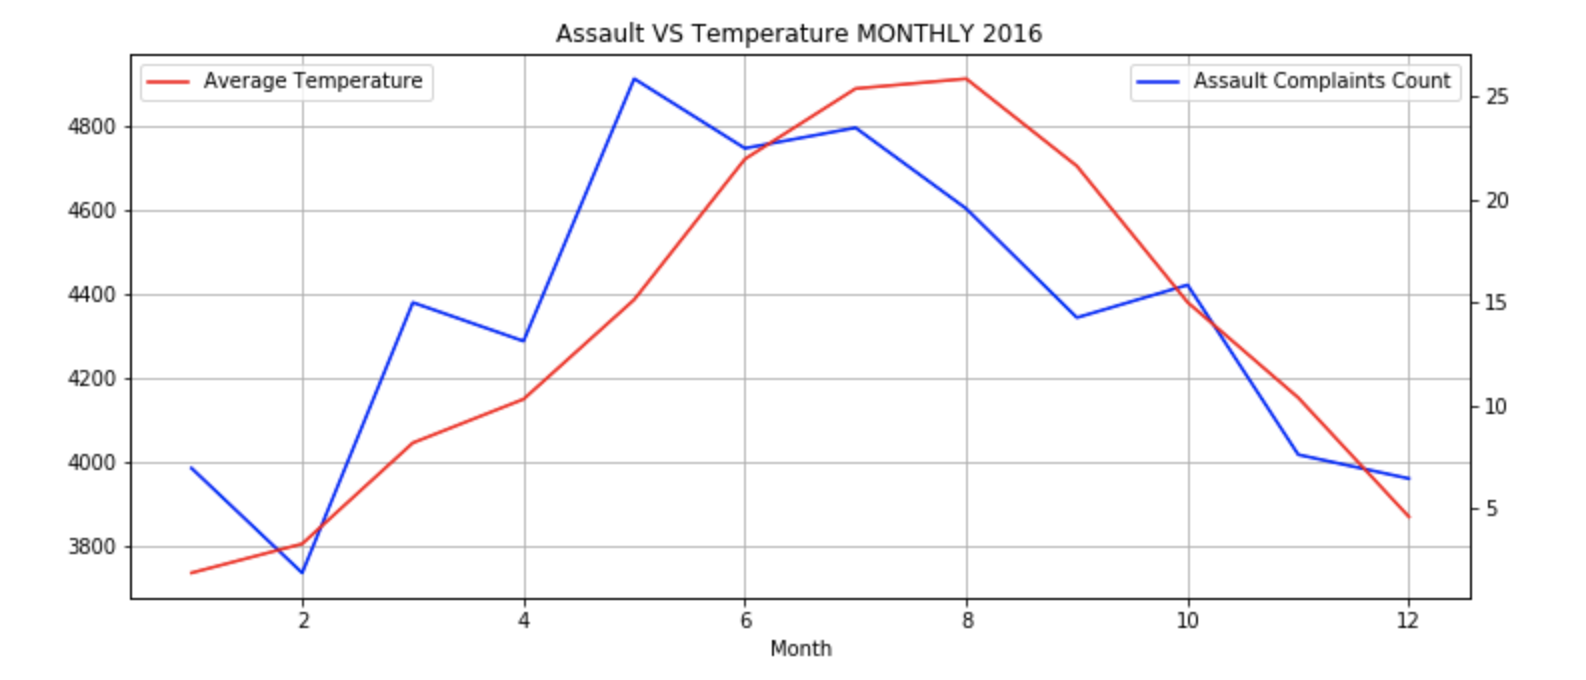 Assault VS Temperature MONTHLY 2016
Average Temperature
Assault Complaints Count
4800
4600
4400
4200
4000
3800
25
20
15
10
5
2 4 6 8 10 12
Month